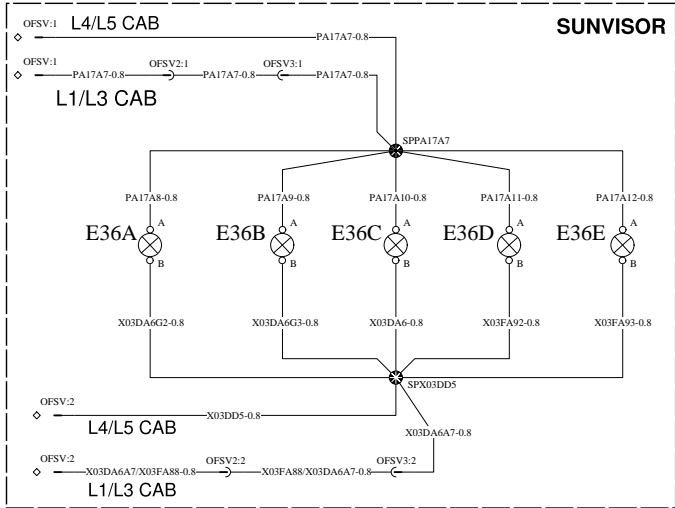 OFSV:1 L4/L5 CAB
SUNVISOR
PA17A7-0.8
OFSV:1 OFSV2:1 OFSV3:1
PA17A7-0.8 PA17A7-0.8 PA17A7-0.8
L1/L3 CAB
SPPA17A7
PA17A8-0.8 PA17A9-0.8 PA17A10-0.8 PA17A11-0.8 PA17A12-0.8
A A A A A
E36A E36B E36C E36D E36E
B B B B B
X03DA6G2-0.8 X03DA6G3-0.8 X03DA6-0.8 X03FA92-0.8 X03FA93-0.8
SPX03DD5
OFSV:2
X03DD5-0.8
L4/L5 CAB
X03DA6A7-0.8
OFSV:2 OFSV2:2 OFSV3:2
X03DA6A7/X03FA88-0.8 X03FA88/X03DA6A7-0.8
L1/L3 CAB